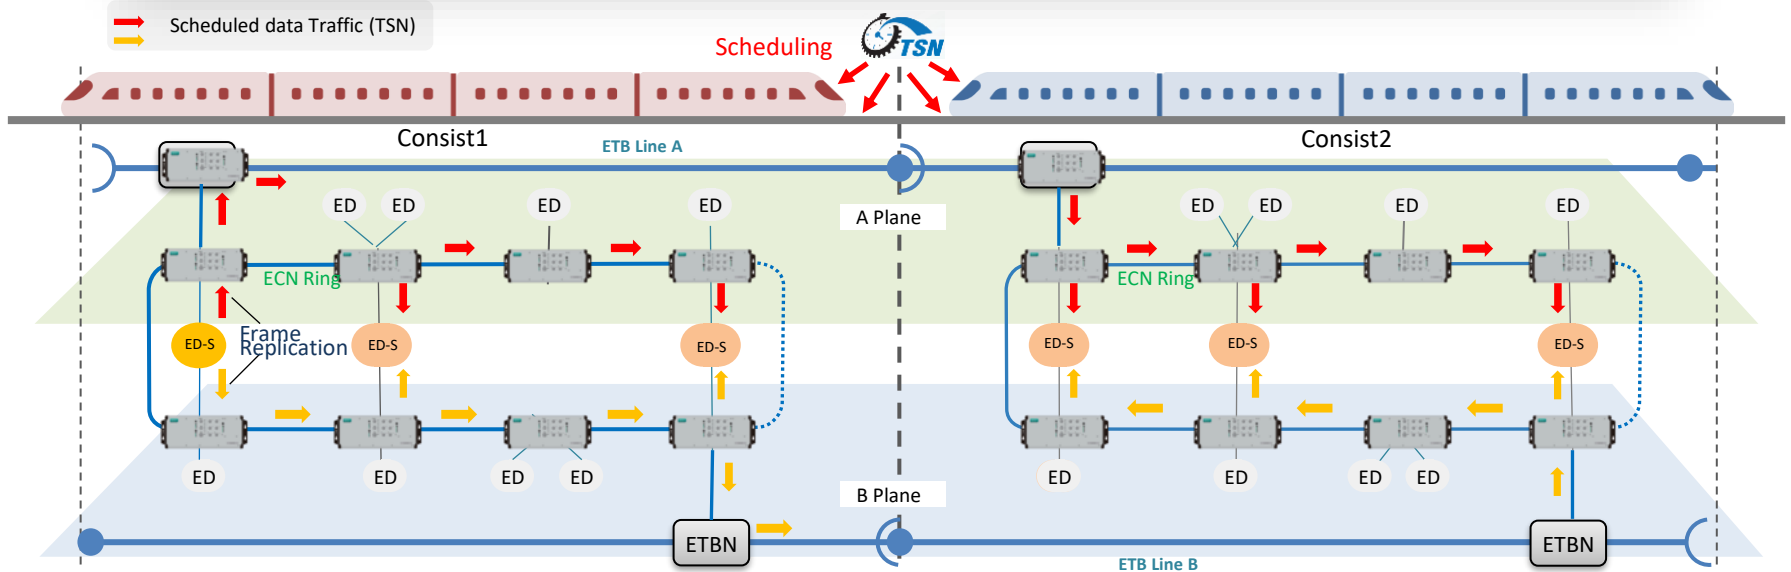 Scheduled data Traffic (TSN)
Scheduling
TSN
Consist1
ETB Line A
Consist2
ED
ED
ED
ED
A Plane
ED
ED
ED
ED
ECN Ring
ECN Ring
Frame
Replication
ED-S
ED-S
ED-S
ED-S
ED-S
ED-S
ED
ED
ED
ED
B Plane
ED
ED
ED
ED
ETBN
ETBN
ETB Line B